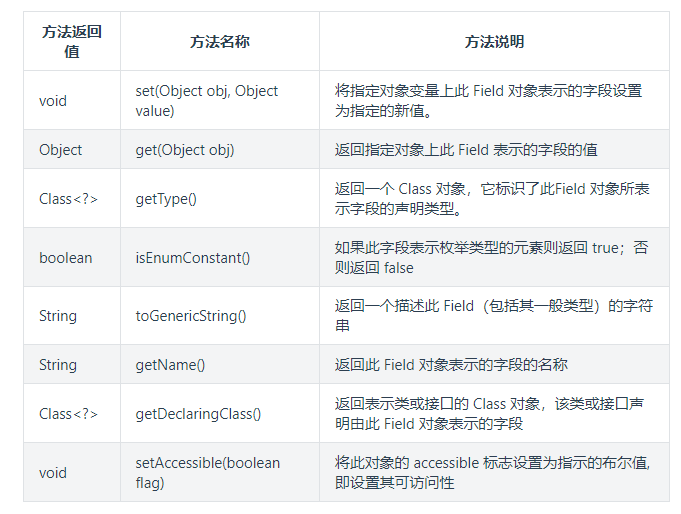 方法返回
值
方法名称
方法说明
void
set(Object obj, Object
value)
将指定对象变量上此 Field 对象表示的字段设置
为指定的新值。
Object
get(Object obj)
返回指定对象上此 Field 表示的字段的值
Class<?>
getType()
返回一个 Class 对象，它标识了此Field 对象所表
示字段的声明类型。
boolean
isEnumConstant()
如果此字段表示枚举类型的元素则返回 true；否
则返回 false
String
toGenericString()
返回一个描述此 Field（包括其一般类型）的字符
串
String
getName()
返回此 Field 对象表示的字段的名称
Class<?>
getDeclaringClass()
返回表示类或接口的 Class 对象，该类或接口声
明由此 Field 对象表示的字段
void
setAccessible(boolean
flag)
将此对象的 accessible 标志设置为指示的布尔值,
即设置其可访问性